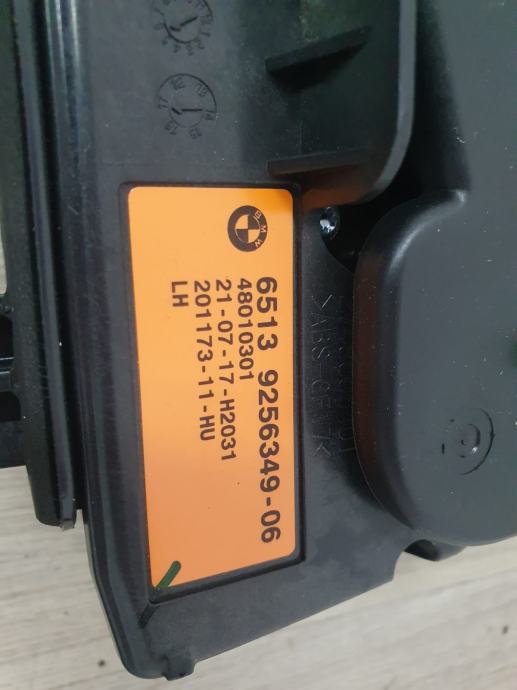 BMW
6513 9256349-06
48010301
21-07-17-H2031
201173-11-HU
LH